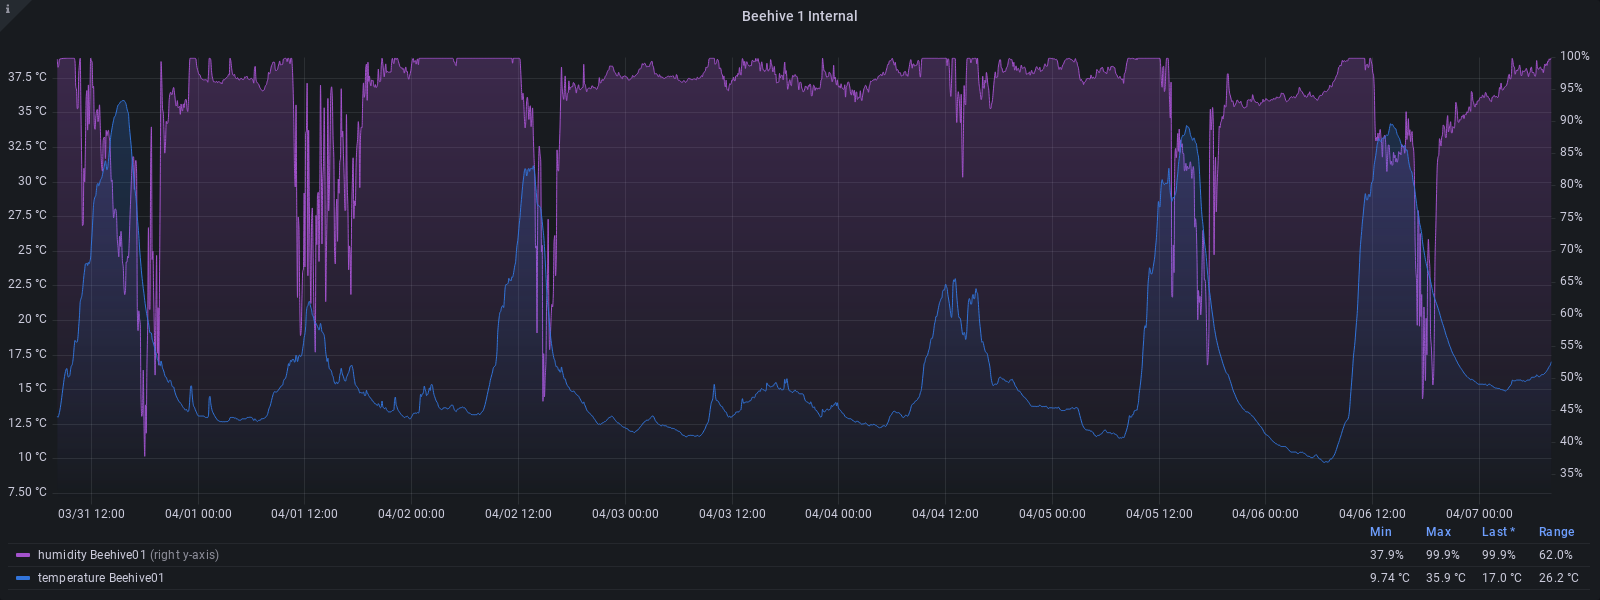 i
Beehive 1 Internal
37.5 °C
35 °C
32.5 °C
30 °C
27.5 °C
25 °C
22.5 °C
20 °C
17.5 °C
15 °C
12.5 °C
10 °C
7.50 °C
100%
95%
90%
85%
80%
75%
70%
65%
60%
55%
50%
45%
40%
35%
03/31 12:00 04/01 00:00 04/01 12:00 04/02 00:00 04/02 12:00 04/03 00:00 04/03 12:00 04/04 00:00 04/04 12:00 04/05 00:00 04/05 12:00 04/06 00:00 04/06 12:00 04/07 00:00
Min Max Last * Range
humidity Beehive01 (right y-axis) 37.9% 99.9% 99.9% 62.0%
temperature Beehive01 9.74 °C 35.9 °C 17.0 °C 26.2 °C